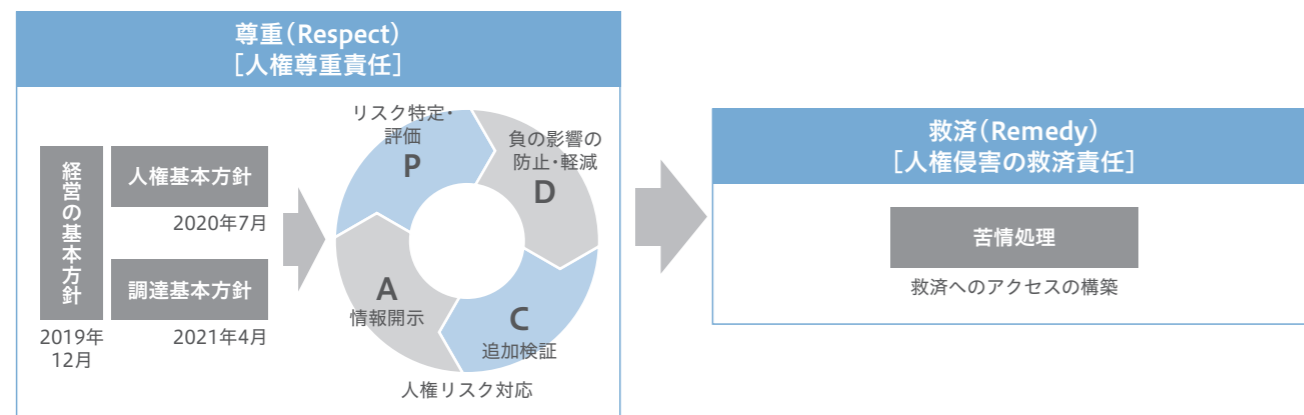 尊重(Respect)
[人権尊重責任]
経営の基本方針
2019年
12月
人権基本方針
2020年7月
調達基本方針
2021年4月
リスク特定・
評価
P
負の影響の
防止・軽減
D
C
追加検証
A
情報開示
人権リスク対応
救済(Remedy)
[人権侵害の救済責任]
苦情処理
救済へのアクセスの構築